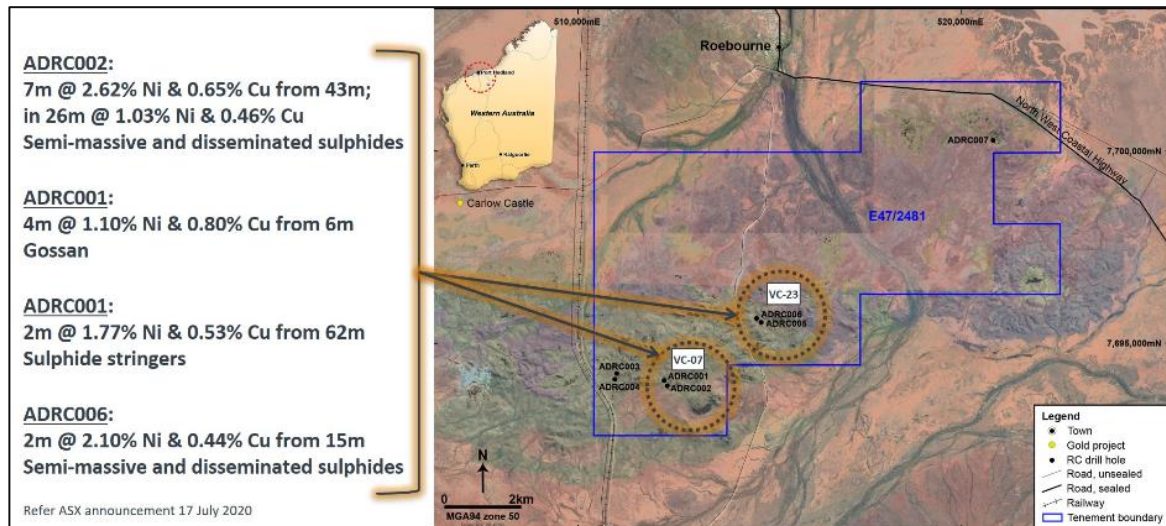 ADRC002:
7m @ 2.62% Ni & 0.65% Cu from 43m;
in 26m @ 1.03% Ni & 0.46% Cu
Semi-massive and disseminated sulphides
ADRC001:
4m @ 1.10% Ni & 0.80% Cu from 6m
Gossan
ADRC001:
2m @ 1.77% Ni & 0.53% Cu from 62m
Sulphide stringers
ADRC006:
2m @ 2.10% Ni & 0.44% Cu from 15m
Semi-massive and disseminated sulphides
Refer ASX announcement 17 July 2020
510,000mE
520,000mE
Roebourne
Port Hedland
Western Australia
Kalgoorlie
Perth
Carlow Castle
North West Coastal Highway
ADRC007
7,700,000mN
E47/2481
VC-23
ADRC006
ADRC005
7,695,000mN
VC-07
ADRC003
ADRC004
ADRC001
ADRC002
N
0
2km
MGA94 zone 50
Legend
Town
Gold project
RC drill hole
Road, unsealed
Road, sealed
Railway
Tenement boundary